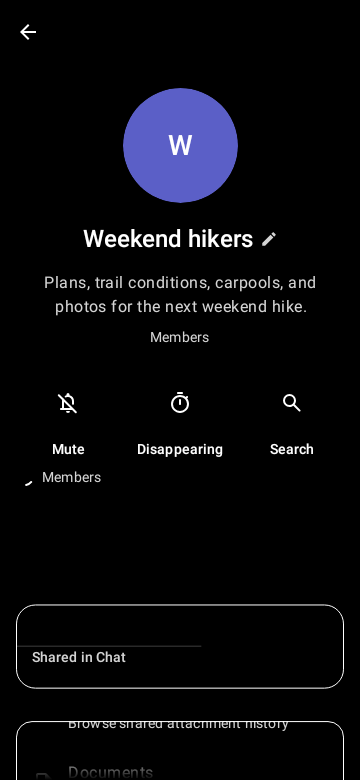 W
Weekend hikers
Plans, trail conditions, carpools, and
photos for the next weekend hike.
Members
Mute Disappearing Search
Members
Shared in Chat
Browse shared attachment history
Documents